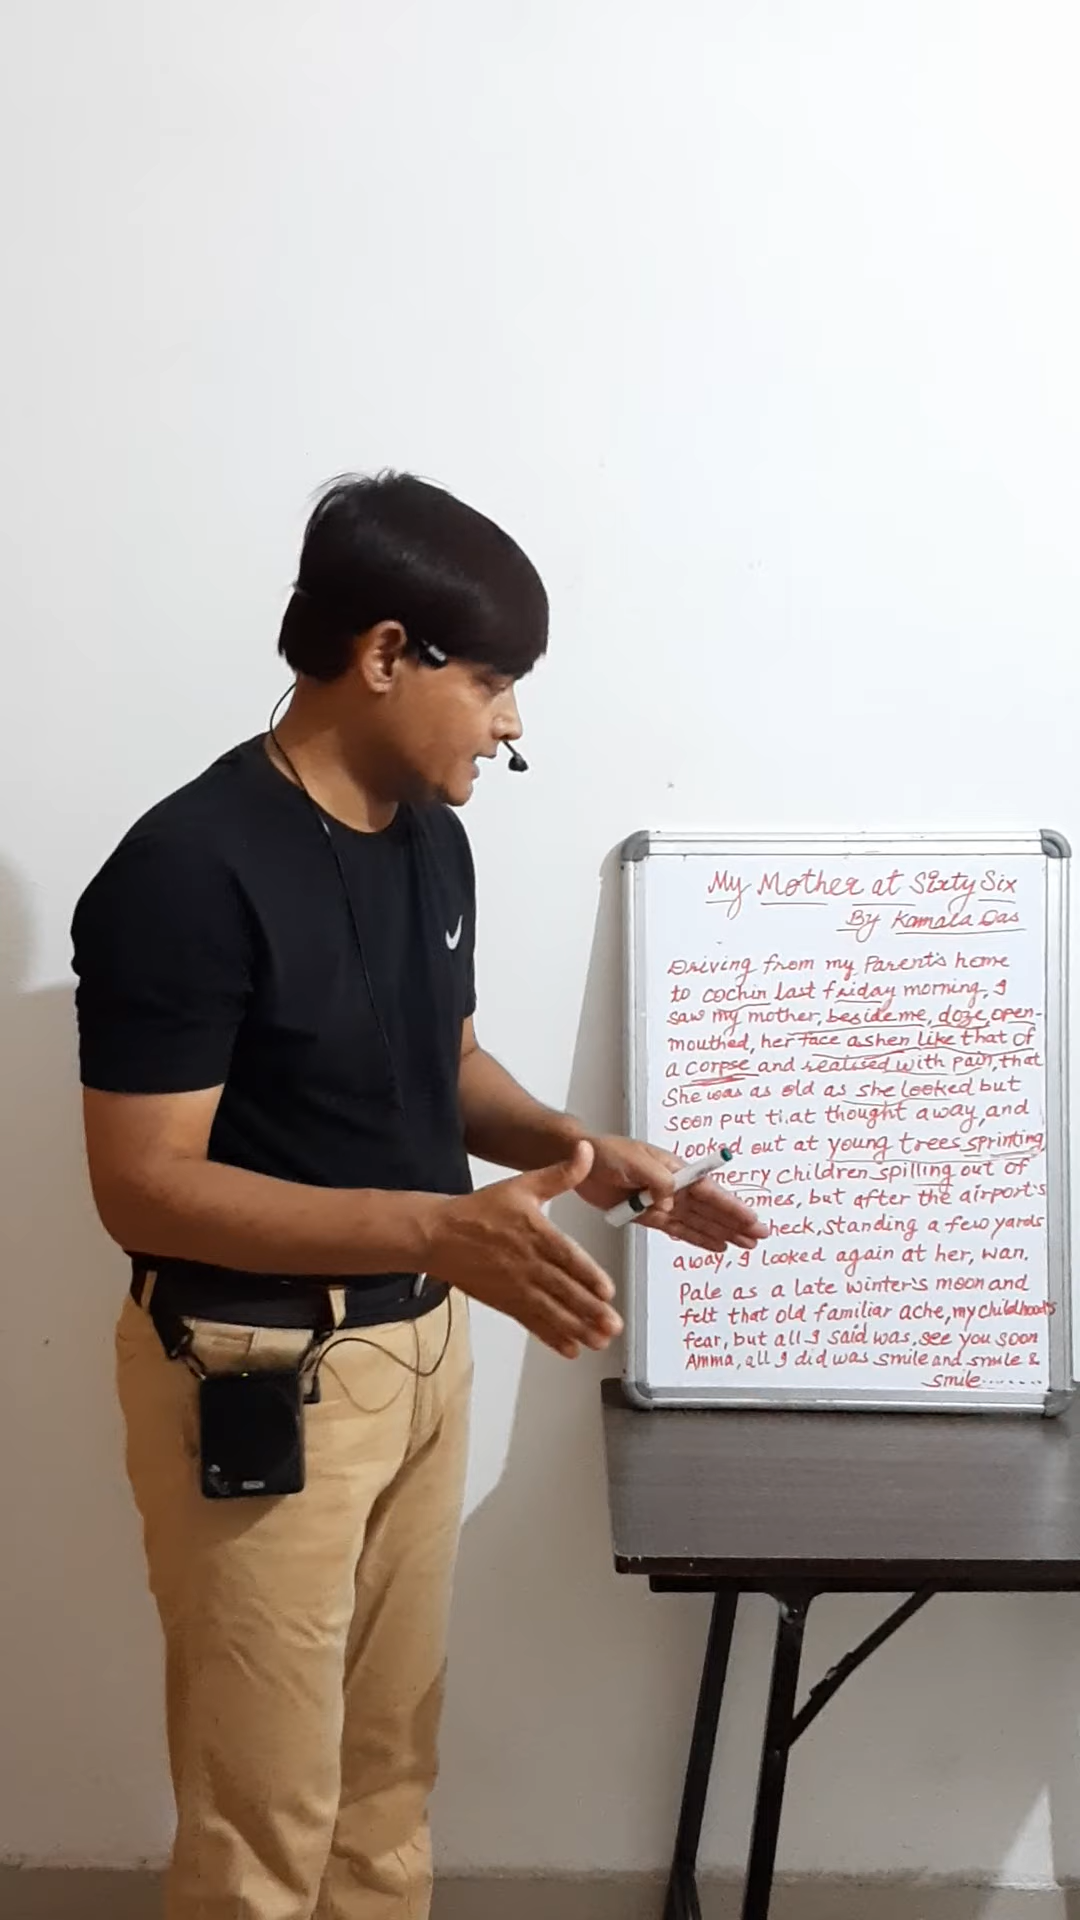 My Mother at Sixty Six
By Kamala Das
Driving from my Parent's home
to cochin last friday morning, I
saw my mother, beside me, doze, open-
mouthed, her face ashen like that of
a corpse and realised with pain, that
She was as old as she looked but
soon put that thought away, and
Looked out at young trees sprinting,
merry children spilling out of
homes, but after the airport's
heck, standing a few yards
away, I looked again at her, wan.
Pale as a late winter's moon and
felt that old familiar ache, my childhood's
fear, but all I said was, see you soon
Amma, all I did was smile and smile &
smile.......